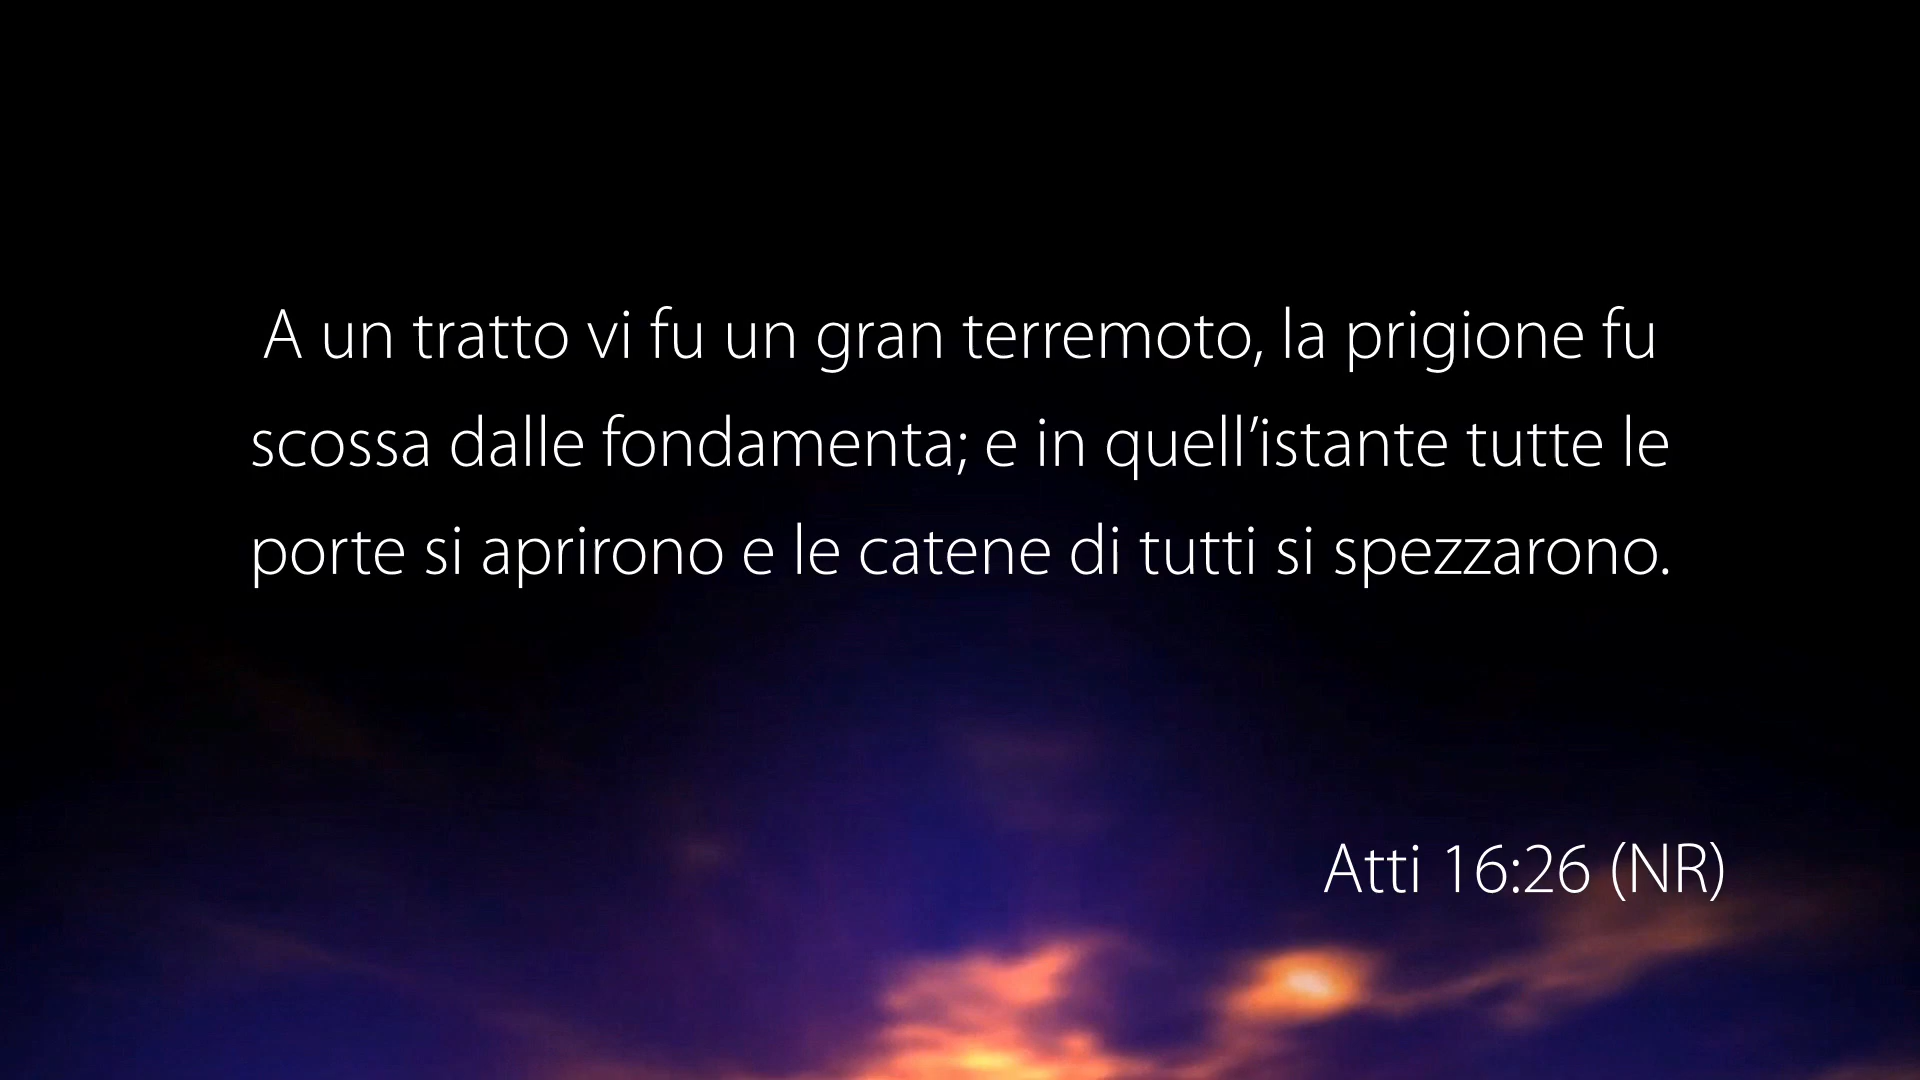 A un tratto vi fu un gran terremoto, la prigione fu
scossa dalle fondamenta; e in quell’istante tutte le
porte si aprirono e le catene di tutti si spezzarono.
Atti 16:26 (NR)